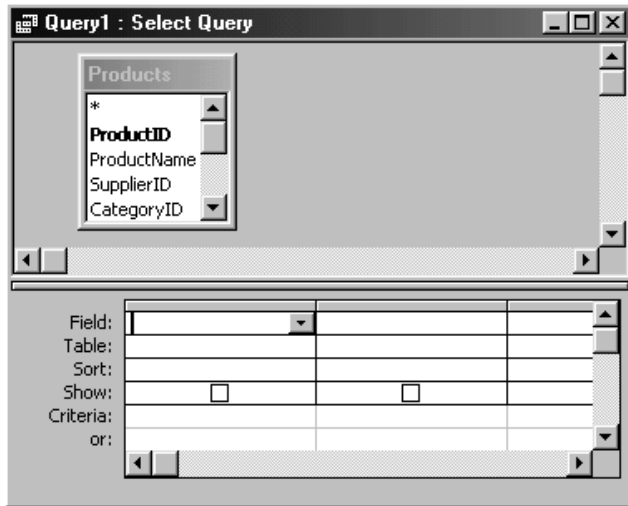 Query1 : Select Query
Products
*
ProductID
ProductName
SupplierID
CategoryID
Field:
Table:
Sort:
Show:
Criteria:
or: